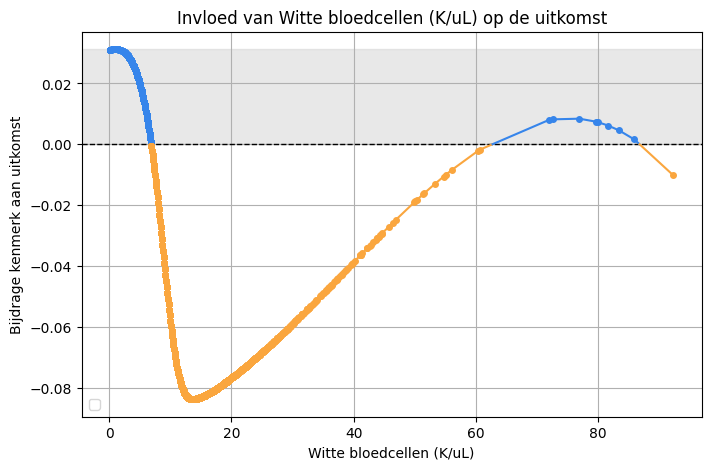 Invloed van Witte bloedcellen (K/uL) op de uitkomst
Bijdrage kenmerk aan uitkomst
0.02
0.00
−0.02
−0.04
−0.06
−0.08
0 20 40 60 80
Witte bloedcellen (K/uL)